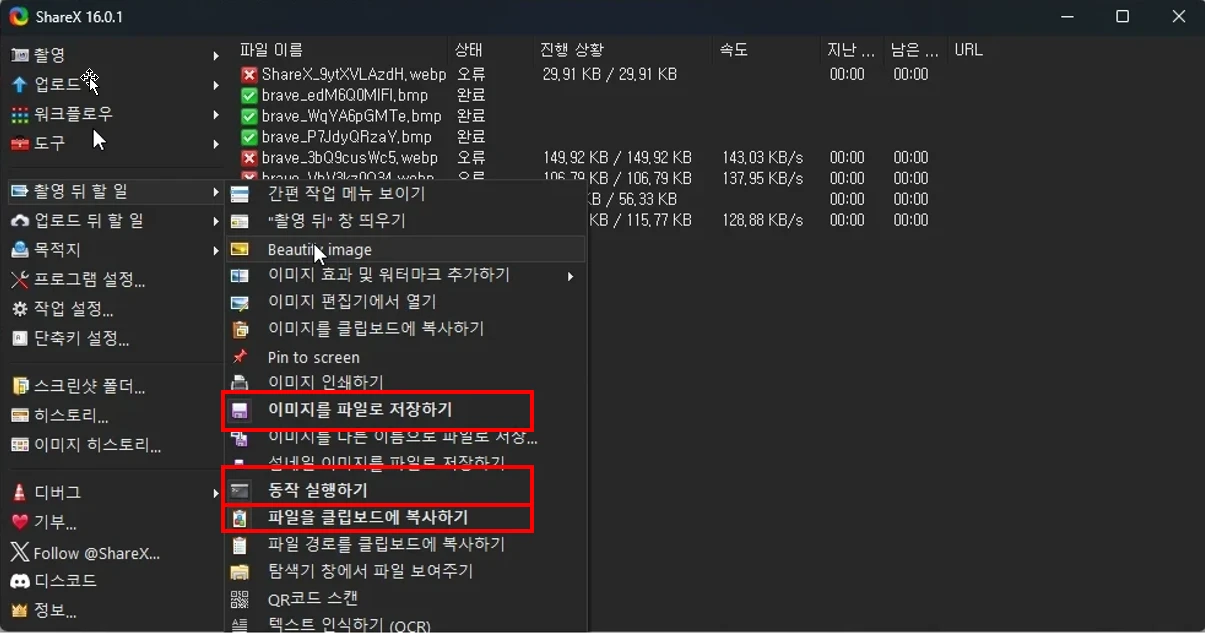 ShareX 16.0.1
촬영
업로드
워크플로우
도구
촬영 뒤 할 일
업로드 뒤 할 일
목적지
프로그램 설정...
작업 설정...
단축키 설정...
스크린샷 폴더...
히스토리...
이미지 히스토리...
디버그
기부...
Follow @ShareX...
디스코드
정보...
파일 이름 상태 진행 상황 속도 지난 ... 남은 ... URL
ShareX_9ytXVLAzdH.webp 오류 29,91 KB / 29,91 KB 00:00 00:00
brave_edM6Q0MIFI.bmp 완료
brave_WqYA6pGMTe.bmp 완료
brave_P7JdyQRzaY.bmp 완료
brave_3bQ9cusWc5.webp 오류 149,92 KB / 149,92 KB 143,03 KB/s 00:00 00:00
106,79 KB / 106,79 KB 137,95 KB/s 00:00 00:00
KB / 56,33 KB 00:00 00:00
KB / 115,77 KB 128,88 KB/s 00:00 00:00
간편 작업 메뉴 보이기
"촬영 뒤" 창 띄우기
Beautify image
이미지 효과 및 워터마크 추가하기
이미지 편집기에서 열기
이미지를 클립보드에 복사하기
Pin to screen
이미지 인쇄하기
이미지를 파일로 저장하기
이미지를 다른 이름으로 파일로 저장...
섬네일 이미지를 파일로 저장하기
동작 실행하기
파일을 클립보드에 복사하기
파일 경로를 클립보드에 복사하기
탐색기 창에서 파일 보여주기
QR코드 스캔
텍스트 인식하기 (OCR)